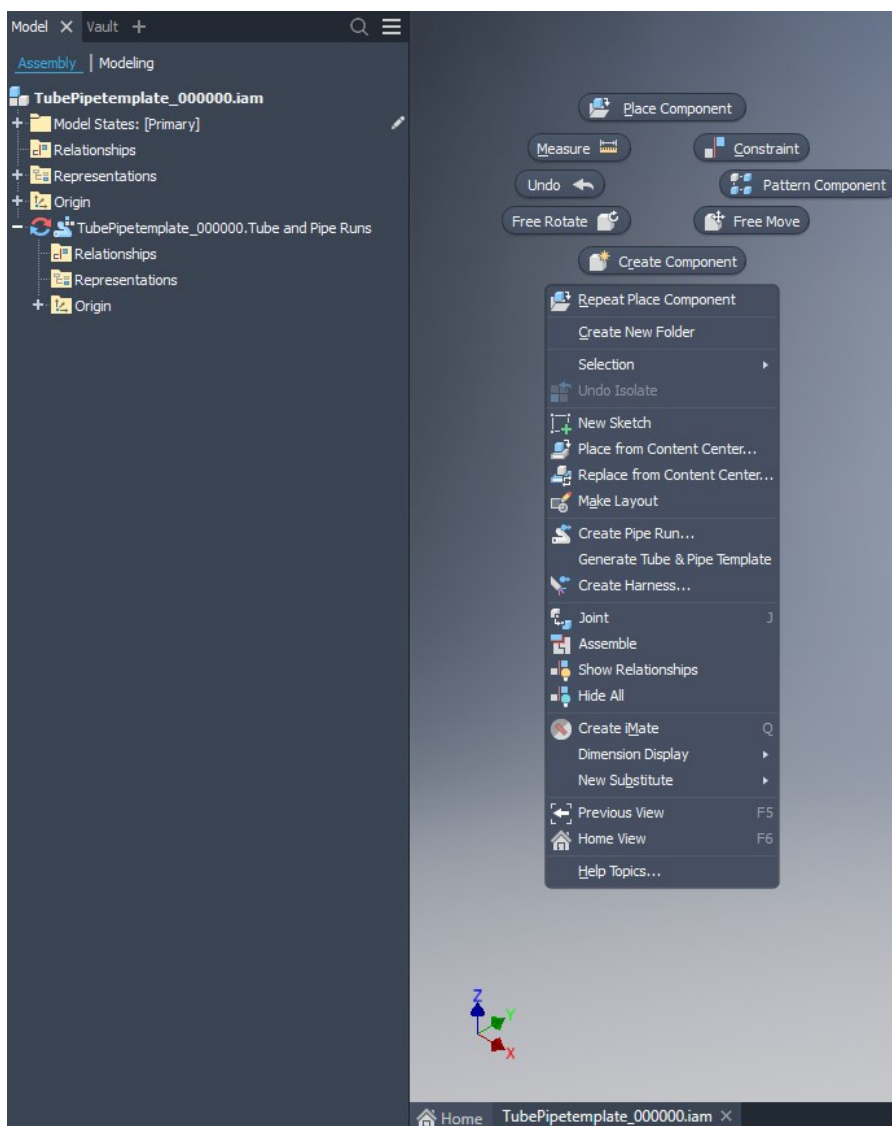 Model Vault
Assembly | Modeling
TubePipetemplate_000000.iam
Model States: [Primary]
Relationships
Representations
Origin
TubePipetemplate_000000.Tube and Pipe Runs
Relationships
Representations
Origin
Place Component
Measure
Constraint
Undo
Pattern Component
Free Rotate
Free Move
Create Component
Repeat Place Component
Create New Folder
Selection
Undo Isolate
New Sketch
Place from Content Center...
Replace from Content Center...
Make Layout
Create Pipe Run...
Generate Tube & Pipe Template
Create Harness...
Joint J
Assemble
Show Relationships
Hide All
Create iMate Q
Dimension Display
New Substitute
Previous View F5
Home View F6
Help Topics...
Z
Y
X
Home TubePipetemplate_000000.iam